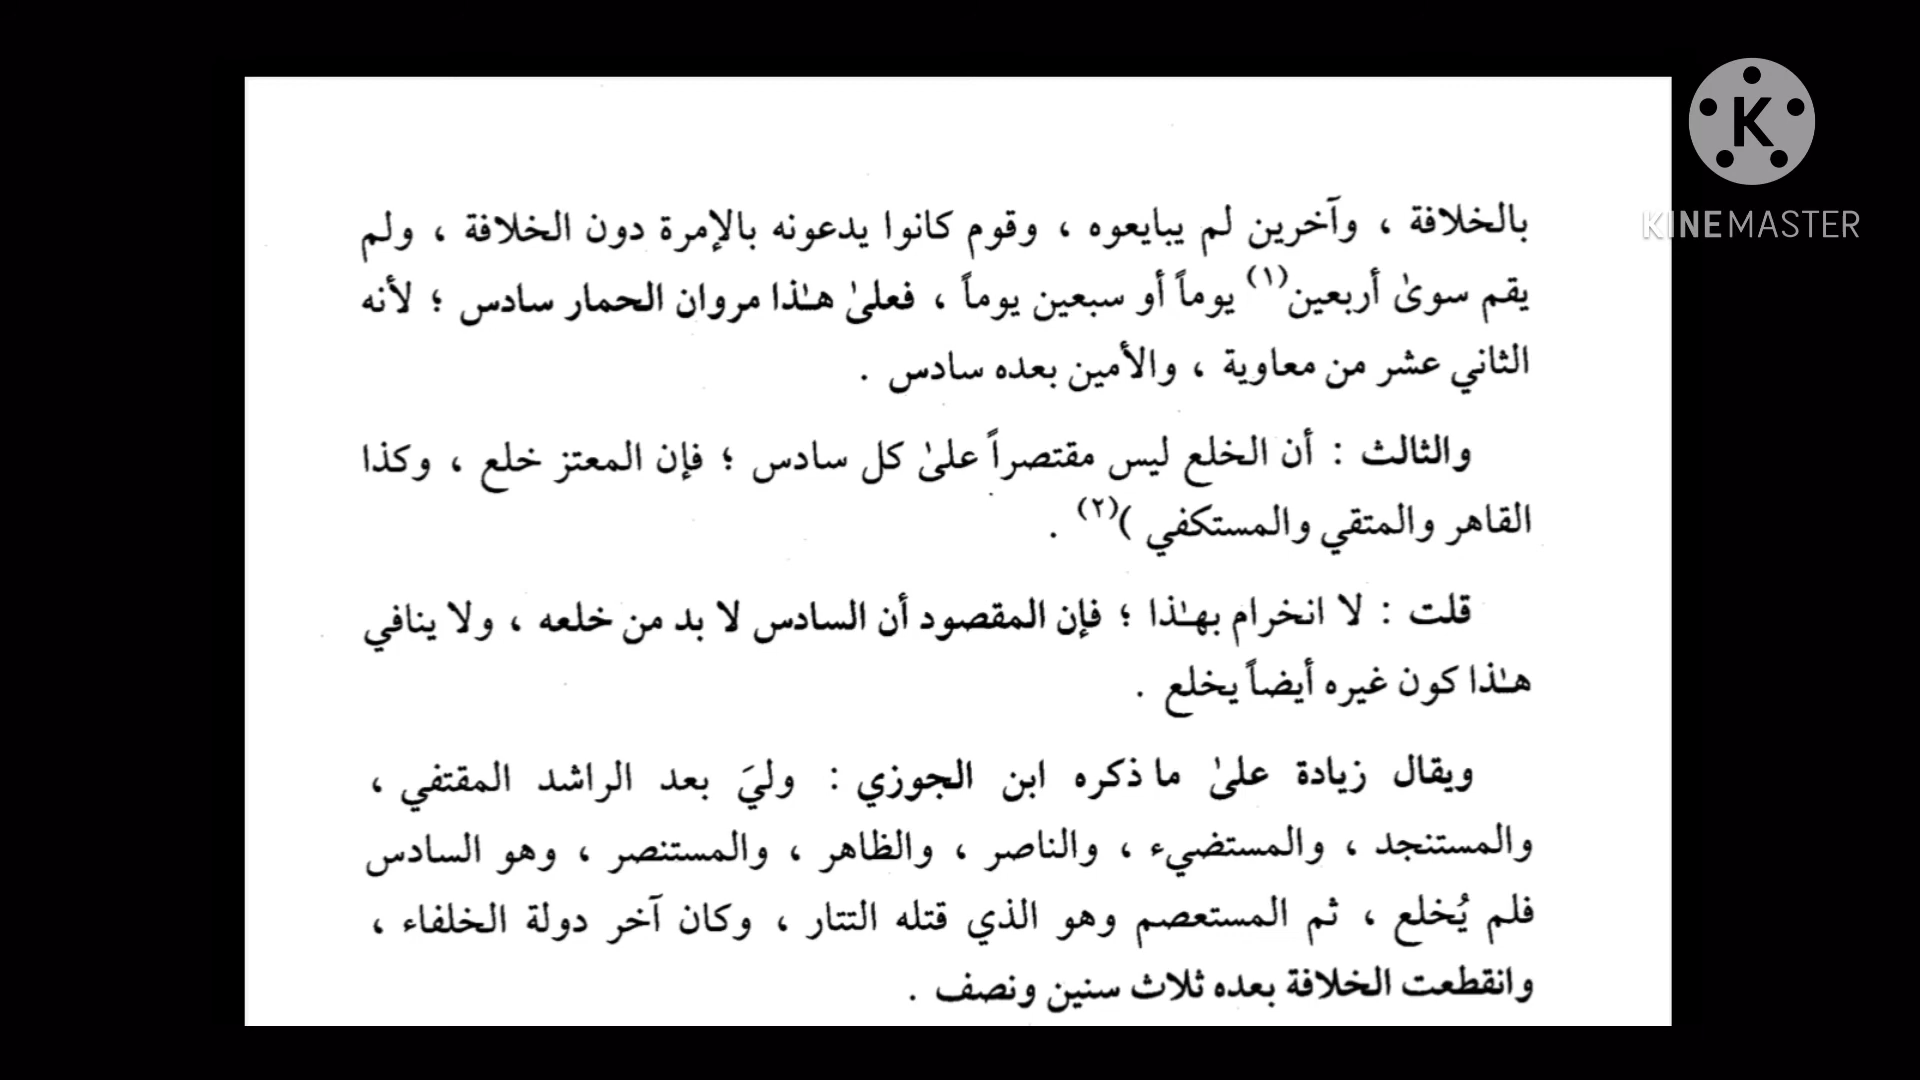 بالخلافة ، وآخرين لم يبايعوه ، وقوم كانوا يدعونه بالإمرة دون الخلافة ، ولم
يقم سوىٰ أربعين(١) يوماً أو سبعين يوماً ، فعلىٰ هـٰذا مروان الحمار سادس ؛ لأنه
الثاني عشر من معاوية ، والأمين بعده سادس .
والثالث : أن الخلع ليس مقتصراً علىٰ كل سادس ؛ فإن المعتز خلع ، وكذا
القاهر والمتقي والمستكفي )(٢) .
قلت : لا انخرام بهـٰذا ؛ فإن المقصود أن السادس لا بد من خلعه ، ولا ينافي
هـٰذا كون غيره أيضاً يخلع .
ويقال زيادة علىٰ ما ذكره ابن الجوزي : وليَ بعد الراشد المقتفي ،
والمستنجد ، والمستضيء ، والناصر ، والظاهر ، والمستنصر ، وهو السادس
فلم يُخلع ، ثم المستعصم وهو الذي قتله التتار ، وكان آخر دولة الخلفاء ،
وانقطعت الخلافة بعده ثلاث سنين ونصف .
K
KINEMASTER